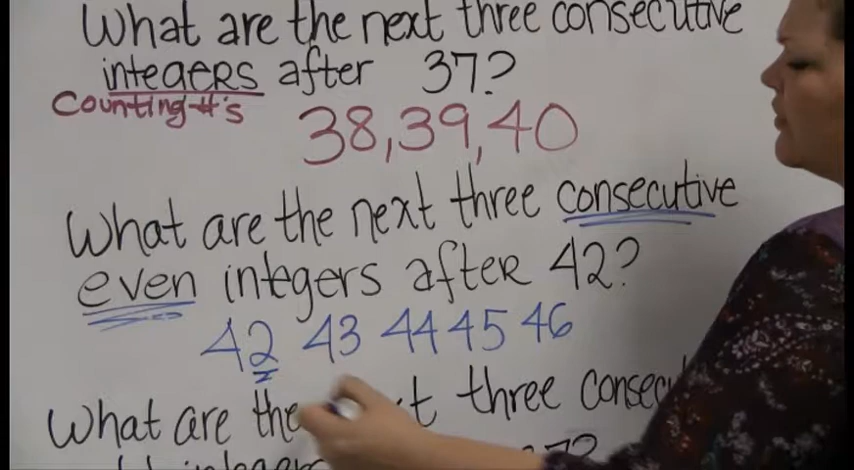 What are the next three consecutive
integers after 37?
Counting #'s
38, 39, 40
What are the next three consecutive
even integers after 42?
42 43 44 45 46
What are the three